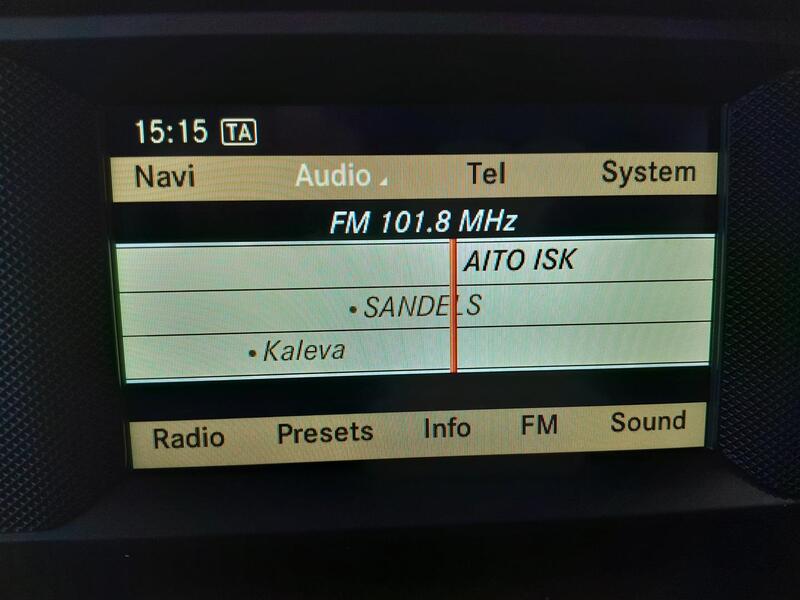 15:15 TA
Navi Audio Tel System
FM 101.8 MHz
AITO ISK
• SANDELS
• Kaleva
Radio Presets Info FM Sound